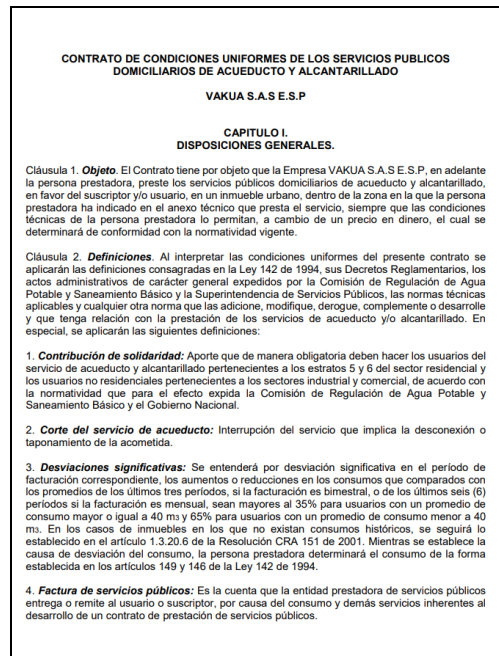 CONTRATO DE CONDICIONES UNIFORMES DE LOS SERVICIOS PUBLICOS
DOMICILIARIOS DE ACUEDUCTO Y ALCANTARILLADO
VAKUA S.A.S E.S.P
CAPITULO I.
DISPOSICIONES GENERALES.
Cláusula 1. Objeto. El Contrato tiene por objeto que la Empresa VAKUA S.A.S E.S.P, en adelante
la persona prestadora, preste los servicios públicos domiciliarios de acueducto y alcantarillado,
en favor del suscriptor y/o usuario, en un inmueble urbano, dentro de la zona en la que la persona
prestadora ha indicado en el anexo técnico que presta el servicio, siempre que las condiciones
técnicas de la persona prestadora lo permitan, a cambio de un precio en dinero, el cual se
determinará de conformidad con la normatividad vigente.
Cláusula 2. Definiciones. Al interpretar las condiciones uniformes del presente contrato se
aplicarán las definiciones consagradas en la Ley 142 de 1994, sus Decretos Reglamentarios, los
actos administrativos de carácter general expedidos por la Comisión de Regulación de Agua
Potable y Saneamiento Básico y la Superintendencia de Servicios Públicos, las normas técnicas
aplicables y cualquier otra norma que las adicione, modifique, derogue, complemente o desarrolle
y que tenga relación con la prestación de los servicios de acueducto y/o alcantarillado. En
especial, se aplicarán las siguientes definiciones:
1. Contribución de solidaridad: Aporte que de manera obligatoria deben hacer los usuarios del
servicio de acueducto y alcantarillado pertenecientes a los estratos 5 y 6 del sector residencial y
los usuarios no residenciales pertenecientes a los sectores industrial y comercial, de acuerdo con
la normatividad que para el efecto expida la Comisión de Regulación de Agua Potable y
Saneamiento Básico y el Gobierno Nacional.
2. Corte del servicio de acueducto: Interrupción del servicio que implica la desconexión o
taponamiento de la acometida.
3. Desviaciones significativas: Se entenderá por desviación significativa en el período de
facturación correspondiente, los aumentos o reducciones en los consumos que comparados con
los promedios de los últimos tres períodos, si la facturación es bimestral, o de los últimos seis (6)
períodos si la facturación es mensual, sean mayores al 35% para usuarios con un promedio de
consumo mayor o igual a 40 m3 y 65% para usuarios con un promedio de consumo menor a 40
m3. En los casos de inmuebles en los que no existan consumos históricos, se seguirá lo
establecido en el artículo 1.3.20.6 de la Resolución CRA 151 de 2001. Mientras se establece la
causa de desviación del consumo, la persona prestadora determinará el consumo de la forma
establecida en los artículos 149 y 146 de la Ley 142 de 1994.
4. Factura de servicios públicos: Es la cuenta que la entidad prestadora de servicios públicos
entrega o remite al usuario o suscriptor, por causa del consumo y demás servicios inherentes al
desarrollo de un contrato de prestación de servicios públicos.